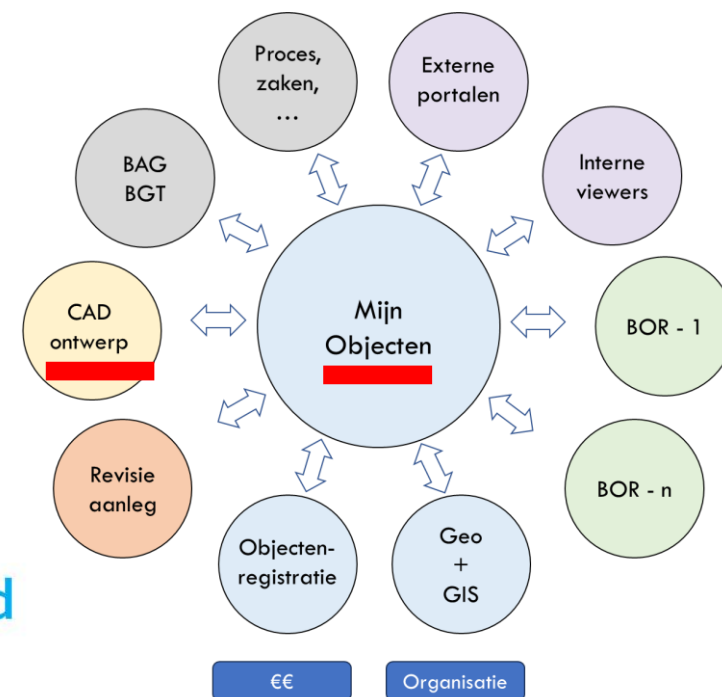 Proces,
zaken,
...
Externe
portalen
BAG
BGT
Interne
viewers
CAD
ontwerp
Mijn
Objecten
BOR - 1
Revisie
aanleg
BOR - n
Objecten-
registratie
Geo
+
GIS
d
€€
Organisatie